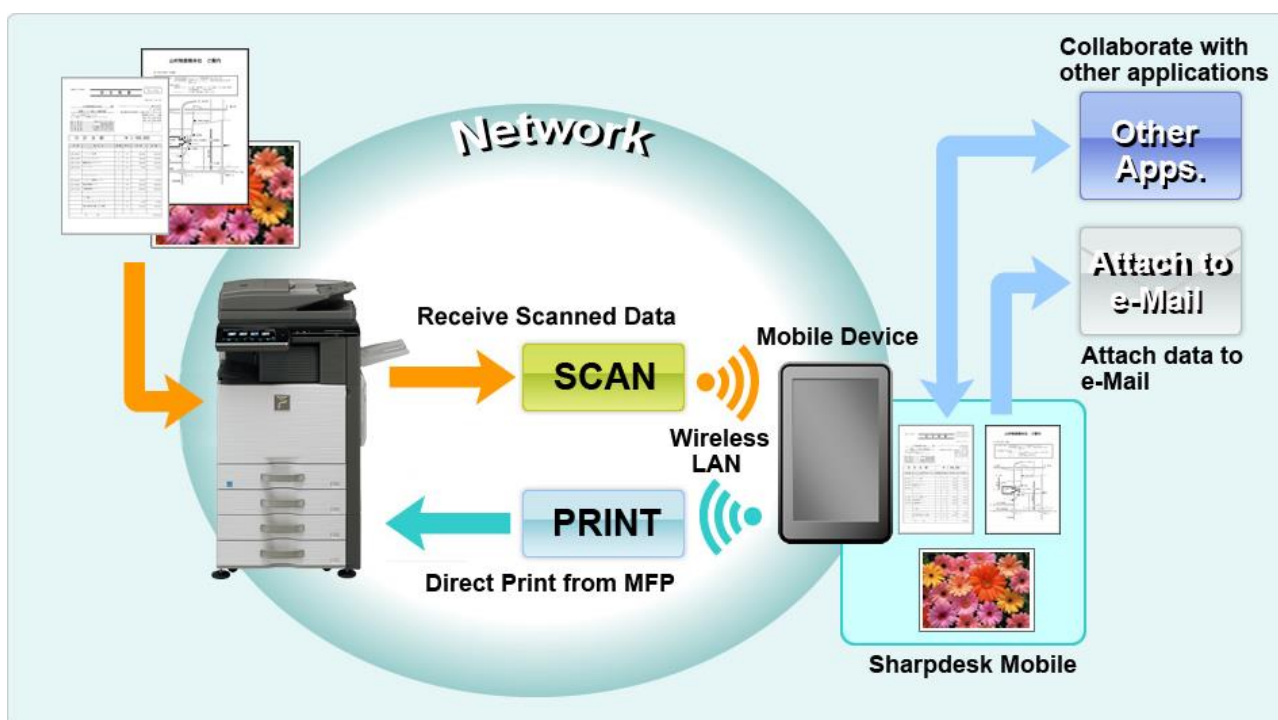 Collaborate with
other applications
Network
Other
Apps.
Attach to
e-Mail
Attach data to
e-Mail
Receive Scanned Data
SCAN
Mobile Device
Wireless
LAN
PRINT
Direct Print from MFP
Sharpdesk Mobile